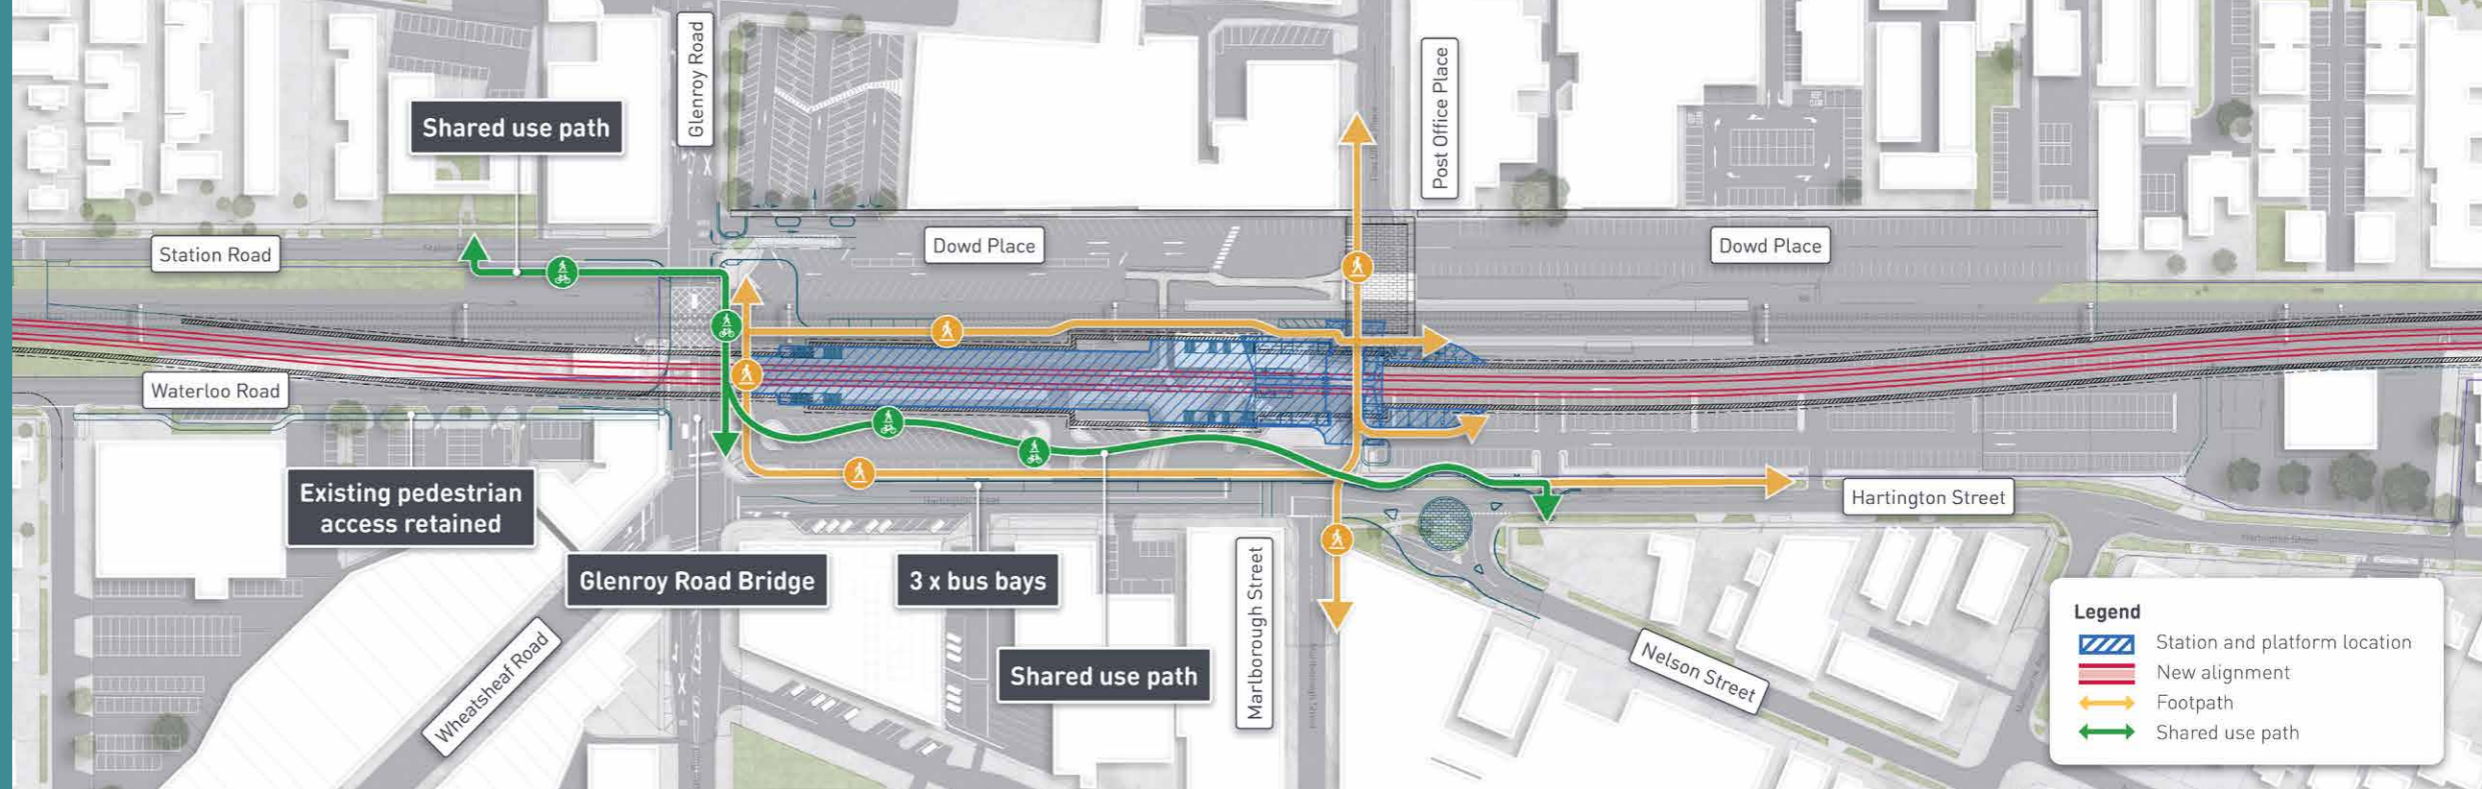 Glenroy Road
Post Office Place
Shared use path
Station Road
Dowd Place
Dowd Place
Waterloo Road
Existing pedestrian
access retained
Glenroy Road Bridge
3 x bus bays
Shared use path
Hartington Street
Marlborough Street
Wheatsheaf Road
Nelson Street
Legend
Station and platform location
New alignment
Footpath
Shared use path